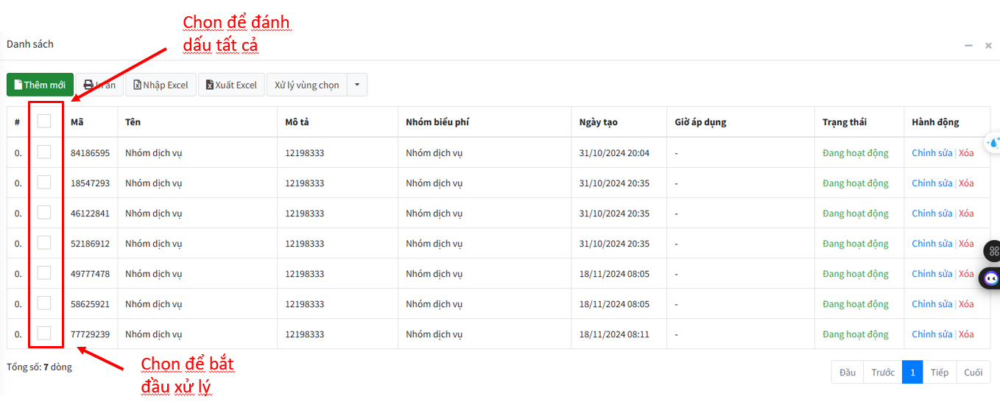 Chọn để đánh
dấu tất cả
Danh sách
Thêm mới In ấn Nhập Excel Xuất Excel Xử lý vùng chọn
# Mã Tên Mô tả Nhóm biểu phí Ngày tạo Giờ áp dụng Trạng thái Hành động
0. 84186595 Nhóm dịch vụ 12198333 Nhóm dịch vụ 31/10/2024 20:04 - Đang hoạt động Chỉnh sửa | Xóa
0. 18547293 Nhóm dịch vụ 12198333 Nhóm dịch vụ 31/10/2024 20:35 - Đang hoạt động Chỉnh sửa | Xóa
0. 46122841 Nhóm dịch vụ 12198333 Nhóm dịch vụ 31/10/2024 20:35 - Đang hoạt động Chỉnh sửa | Xóa
0. 52186912 Nhóm dịch vụ 12198333 Nhóm dịch vụ 31/10/2024 20:35 - Đang hoạt động Chỉnh sửa | Xóa
0. 49777478 Nhóm dịch vụ 12198333 Nhóm dịch vụ 18/11/2024 08:05 - Đang hoạt động Chỉnh sửa | Xóa
0. 58625921 Nhóm dịch vụ 12198333 Nhóm dịch vụ 18/11/2024 08:05 - Đang hoạt động Chỉnh sửa | Xóa
0. 77729239 Nhóm dịch vụ 12198333 Nhóm dịch vụ 18/11/2024 08:11 - Đang hoạt động Chỉnh sửa | Xóa
Tổng số: 7 dòng
Chọn để bắt
đầu xử lý
Đầu Trước 1 Tiếp Cuối